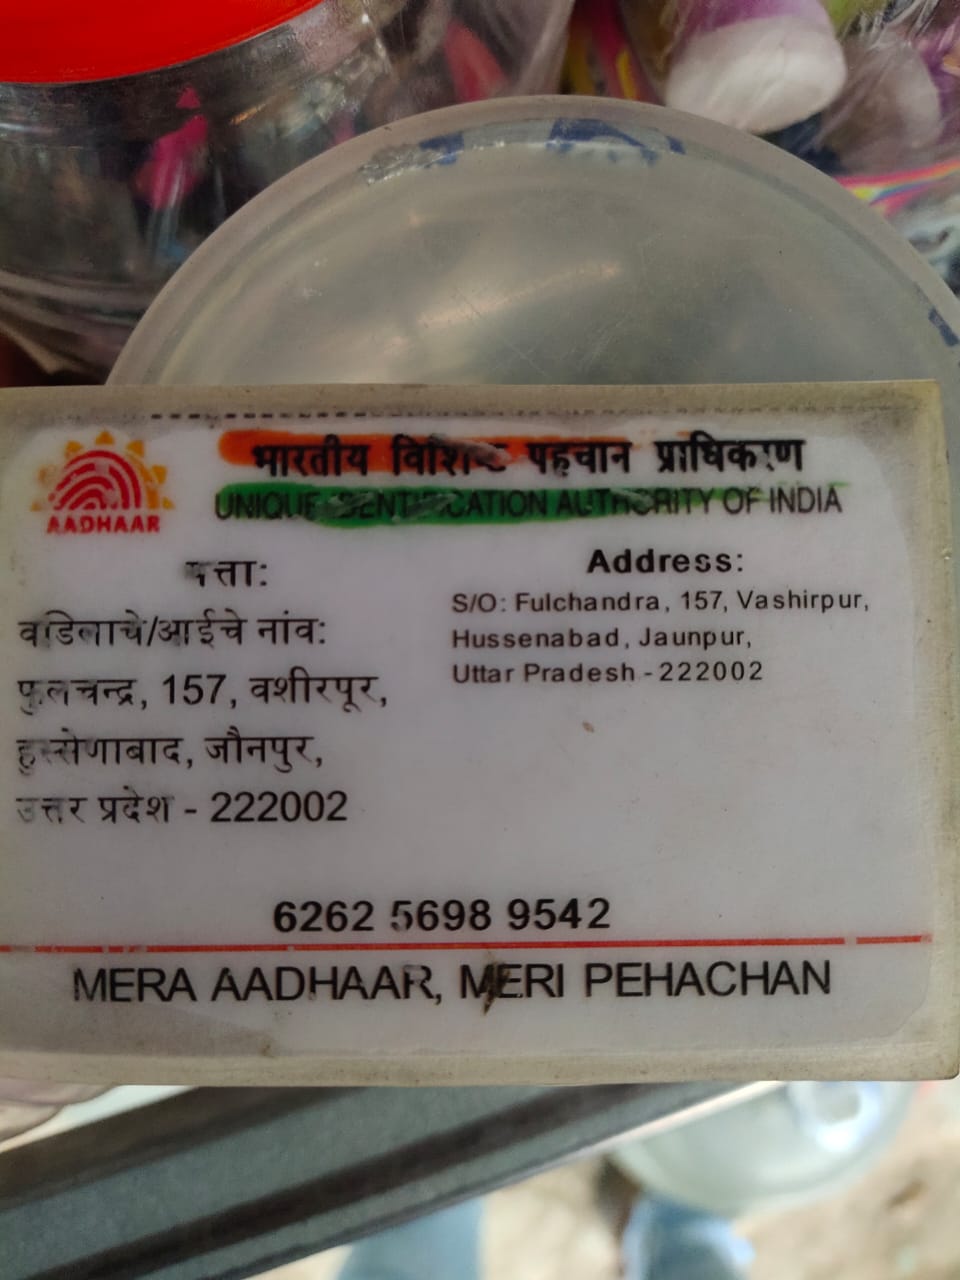 भारतीय विशिष्ट पहचान प्राधिकरण
UNIQUE IDENTIFICATION AUTHORITY OF INDIA
AADHAAR
पत्ता:
वडिलाचे/आईचे नांव:
फुलचन्द्र, 157, वशीरपूर,
हुस्सेणाबाद, जौनपुर,
उत्तर प्रदेश - 222002
Address:
S/O: Fulchandra, 157, Vashirpur,
Hussenabad, Jaunpur,
Uttar Pradesh - 222002
6262 5698 9542
MERA AADHAAR, MERI PEHACHAN